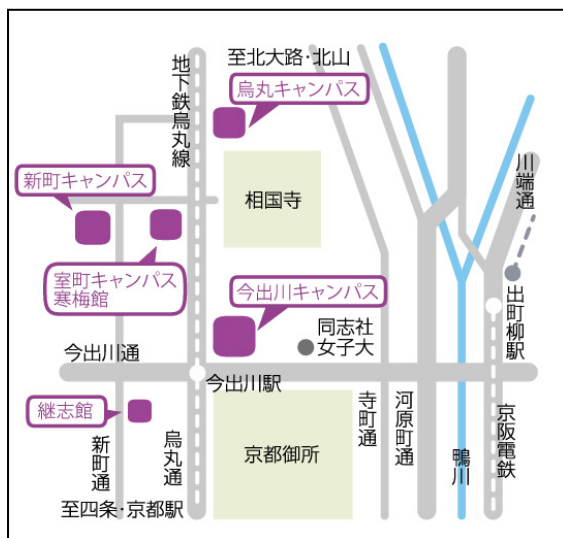 至北大路・北山
地下鉄烏丸線
烏丸キャンパス
川端通
新町キャンパス
相国寺
室町キャンパス
寒梅館
今出川キャンパス
出町柳駅
同志社
女子大
今出川通
今出川駅
継志館
新町通
烏丸通
京都御所
寺町通
河原町通
鴨川
京阪電鉄
至四条・京都駅